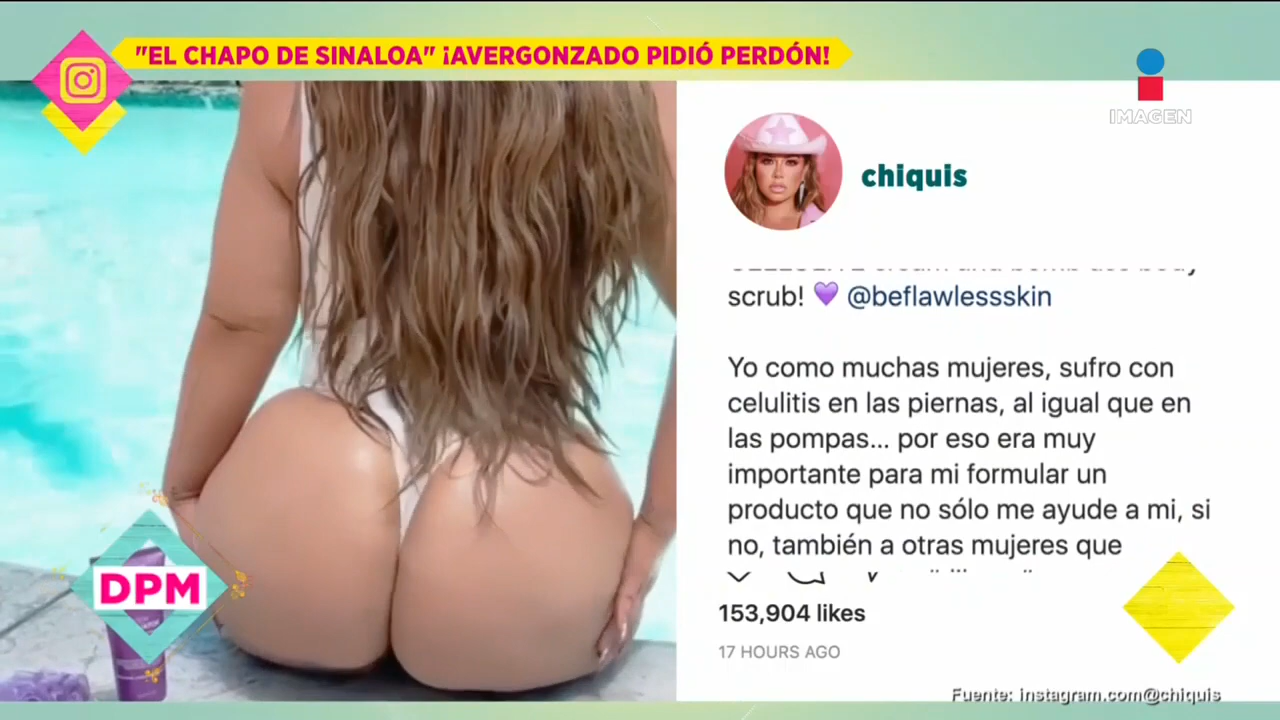 "EL CHAPO DE SINALOA" ¡AVERGONZADO PIDIÓ PERDÓN!
IMAGEN
chiquis
scrub! 💜 @beflawlessskin
Yo como muchas mujeres, sufro con
celulitis en las piernas, al igual que en
las pompas... por eso era muy
importante para mi formular un
producto que no sólo me ayude a mi, si
no, también a otras mujeres que
153,904 likes
17 HOURS AGO
DPM
Fuente: instagram.com@chiquis